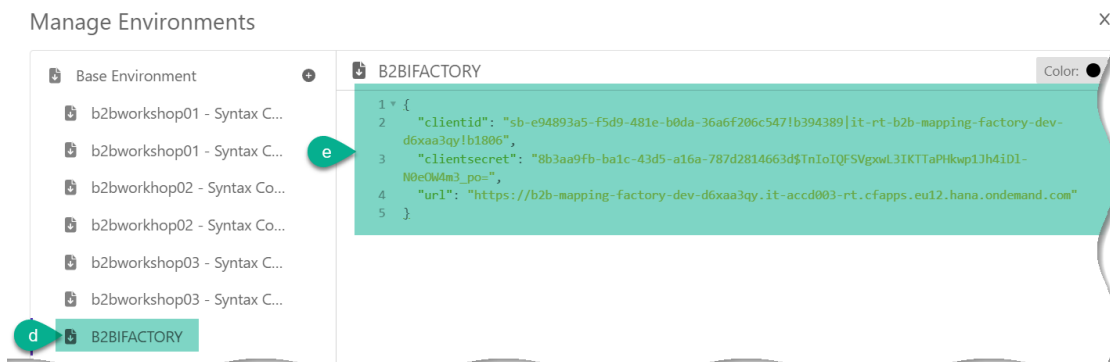 Manage Environments
X
Base Environment
b2bworkshop01 - Syntax C...
b2bworkshop01 - Syntax C...
b2bworkhop02 - Syntax Co...
b2bworkhop02 - Syntax Co...
b2bworkshop03 - Syntax C...
b2bworkshop03 - Syntax C...
d
B2BIFACTORY
B2BIFACTORY
Color:
e
1 {
2 "clientid": "sb-e94893a5-f5d9-481e-b0da-36a6f206c547!b394389|it-rt-b2b-mapping-factory-dev-
d6xaa3qy!b1806",
3 "clientsecret": "8b3aa9fb-ba1c-43d5-a16a-787d2814663d$TnIoIQFSVgxwL3IKTTaPHkwp1Jh4iDl-
N0eOW4m3_po=",
4 "url": "https://b2b-mapping-factory-dev-d6xaa3qy.it-accd003-rt.cfapps.eu12.hana.ondemand.com"
5 }